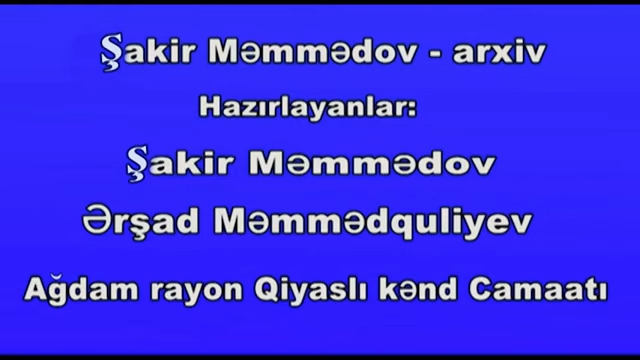 Şakir Məmmədov - arxiv
Hazırlayanlar:
Şakir Məmmədov
Ərşad Məmmədquliyev
Ağdam rayon Qiyaslı kənd Camaatı